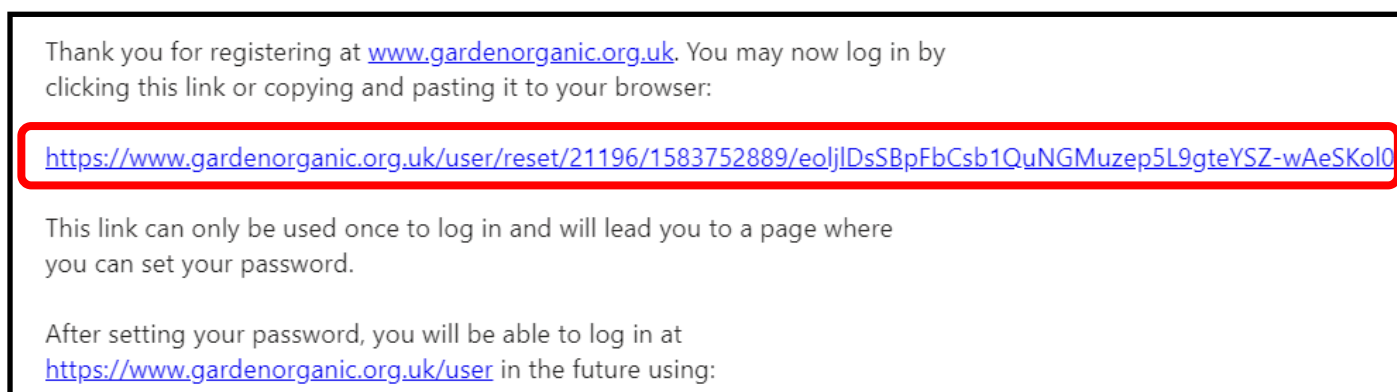 Thank you for registering at www.gardenorganic.org.uk. You may now log in by
clicking this link or copying and pasting it to your browser:
https://www.gardenorganic.org.uk/user/reset/21196/1583752889/eoljlDsSBpFbCsb1QuNGMuzep5L9gteYSZ-wAeSKol0
This link can only be used once to log in and will lead you to a page where
you can set your password.
After setting your password, you will be able to log in at
https://www.gardenorganic.org.uk/user in the future using: